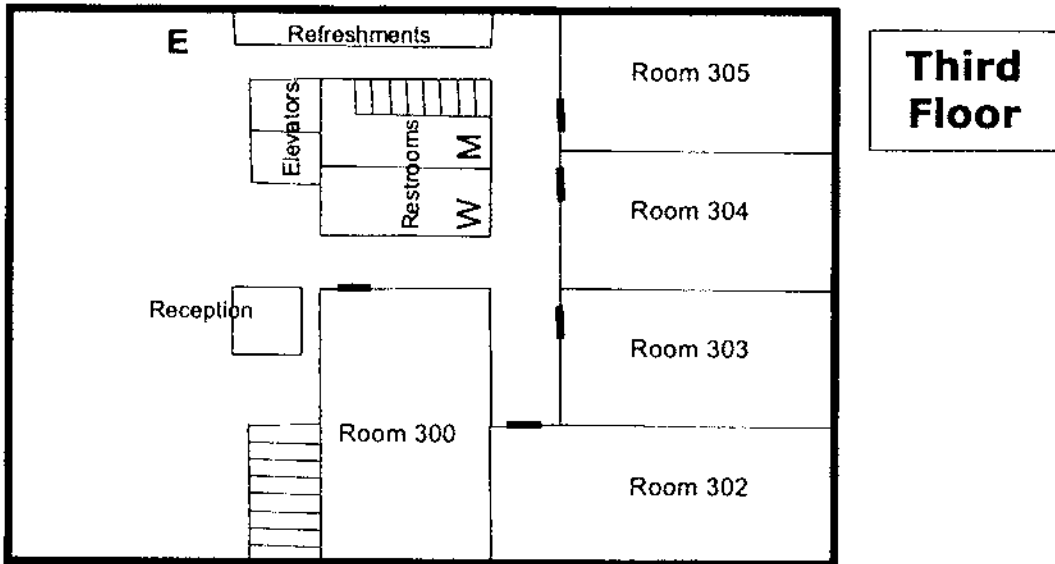 E
Refreshments
Room 305
Third
Floor
Elevators
Restrooms
M
W
Room 304
Reception
Room 303
Room 300
Room 302